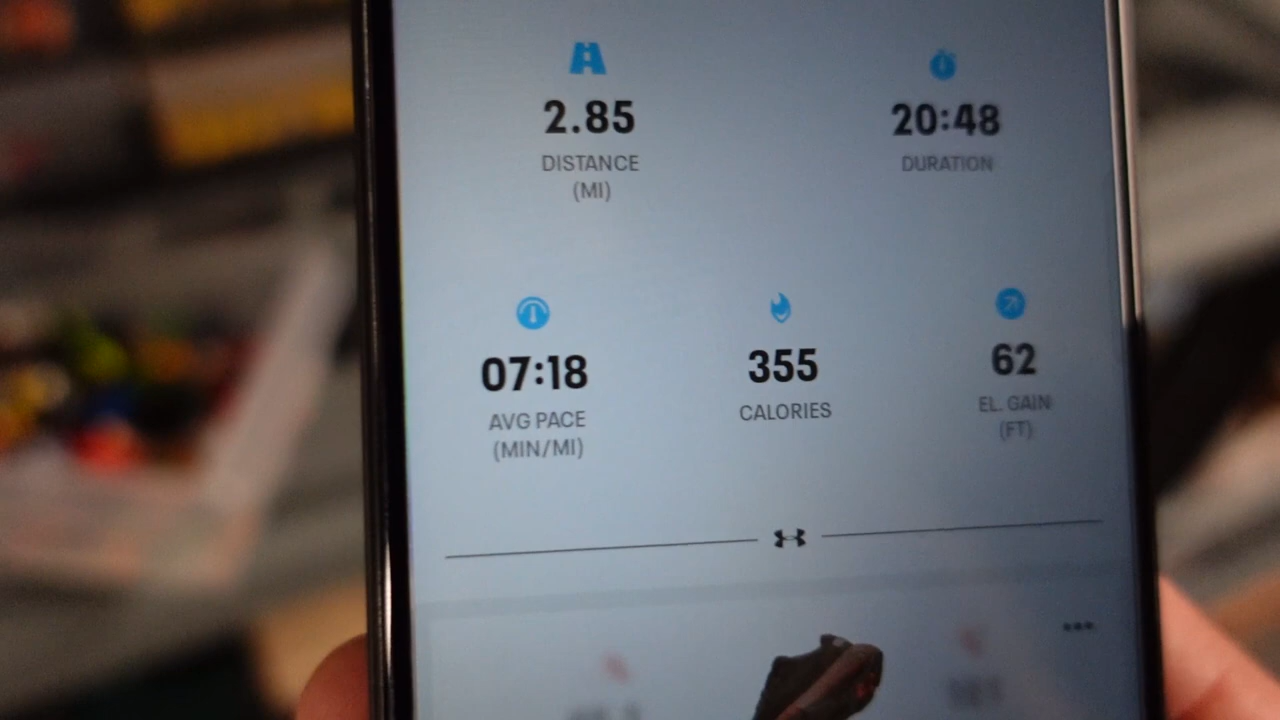 2.85
20:48
DISTANCE
(MI)
DURATION
07:18
355
62
AVG PACE
(MIN/MI)
CALORIES
EL. GAIN
(FT)